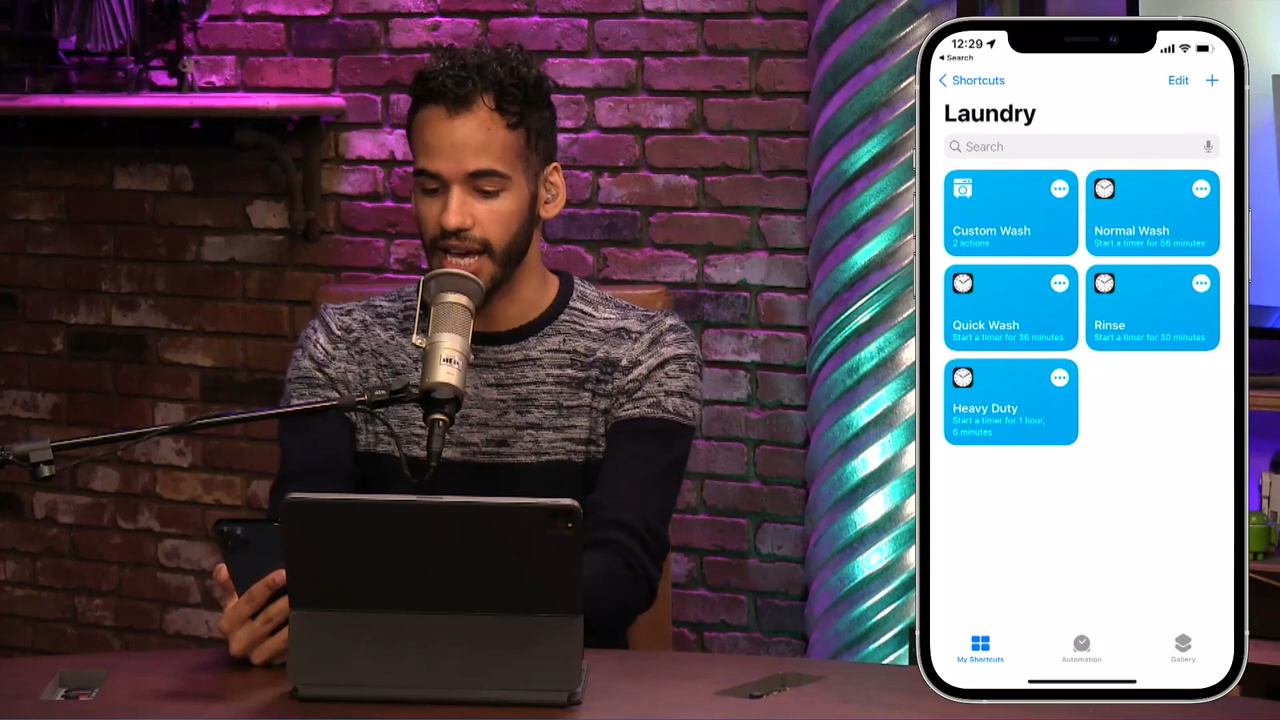 12:29
Search
Shortcuts
Edit
Laundry
Search
Custom Wash
2 actions
Normal Wash
Start a timer for 56 minutes
Quick Wash
Start a timer for 36 minutes
Rinse
Start a timer for 30 minutes
Heavy Duty
Start a timer for 1 hour,
6 minutes
My Shortcuts
Automation
Gallery